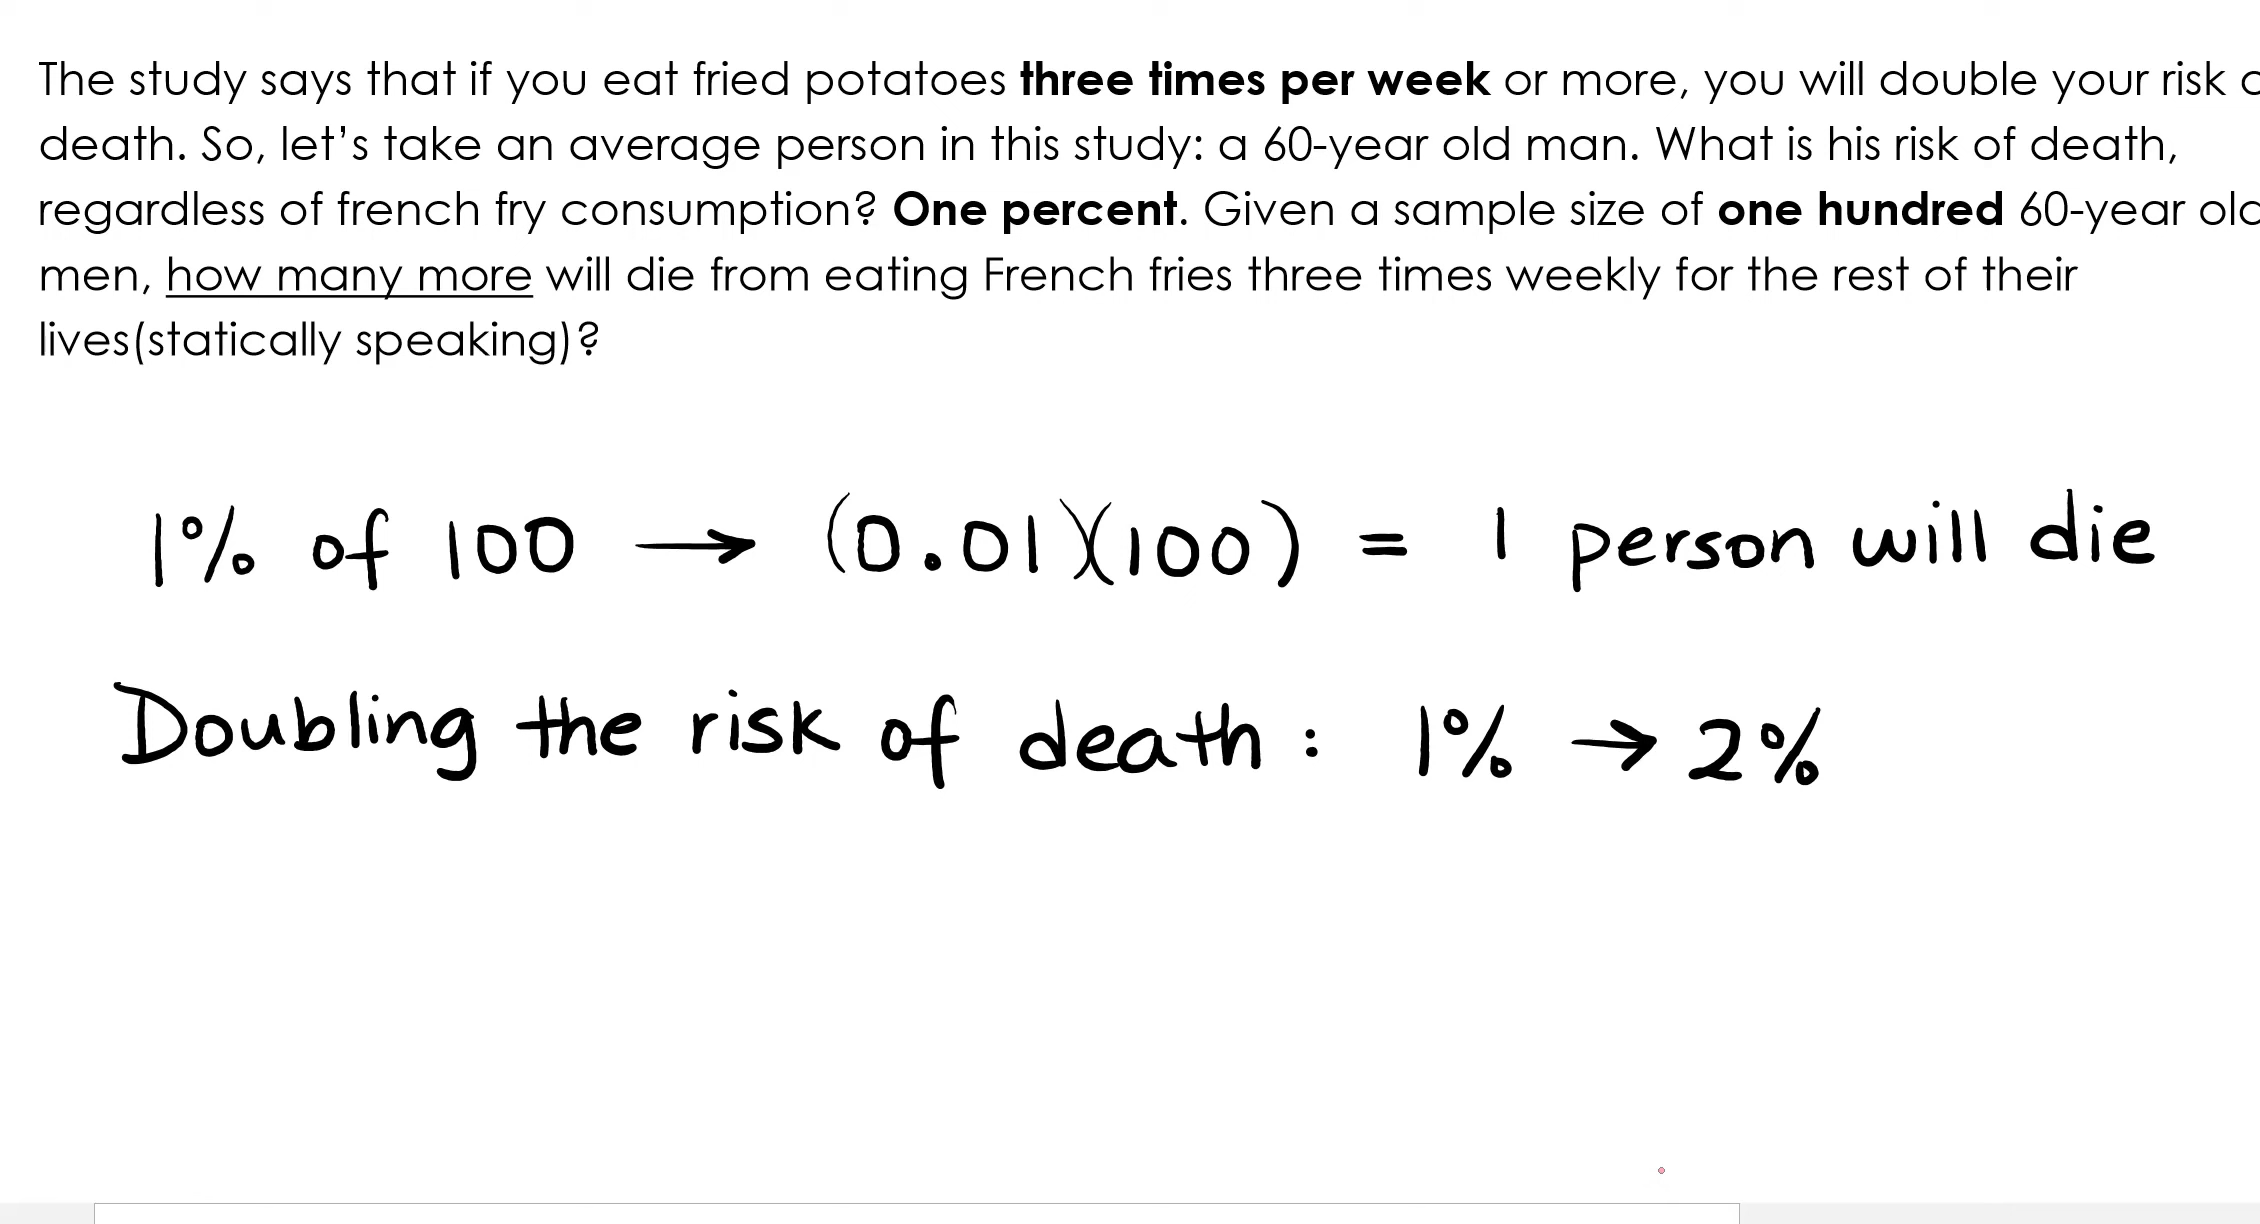 The study says that if you eat fried potatoes three times per week or more, you will double your risk
death. So, let’s take an average person in this study: a 60-year old man. What is his risk of death,
regardless of french fry consumption? One percent. Given a sample size of one hundred 60-year
men, how many more will die from eating French fries three times weekly for the rest of their
lives(statically speaking)?
1% of 100 → (0.01)(100) = 1 person will die
Doubling the risk of death: 1% → 2%